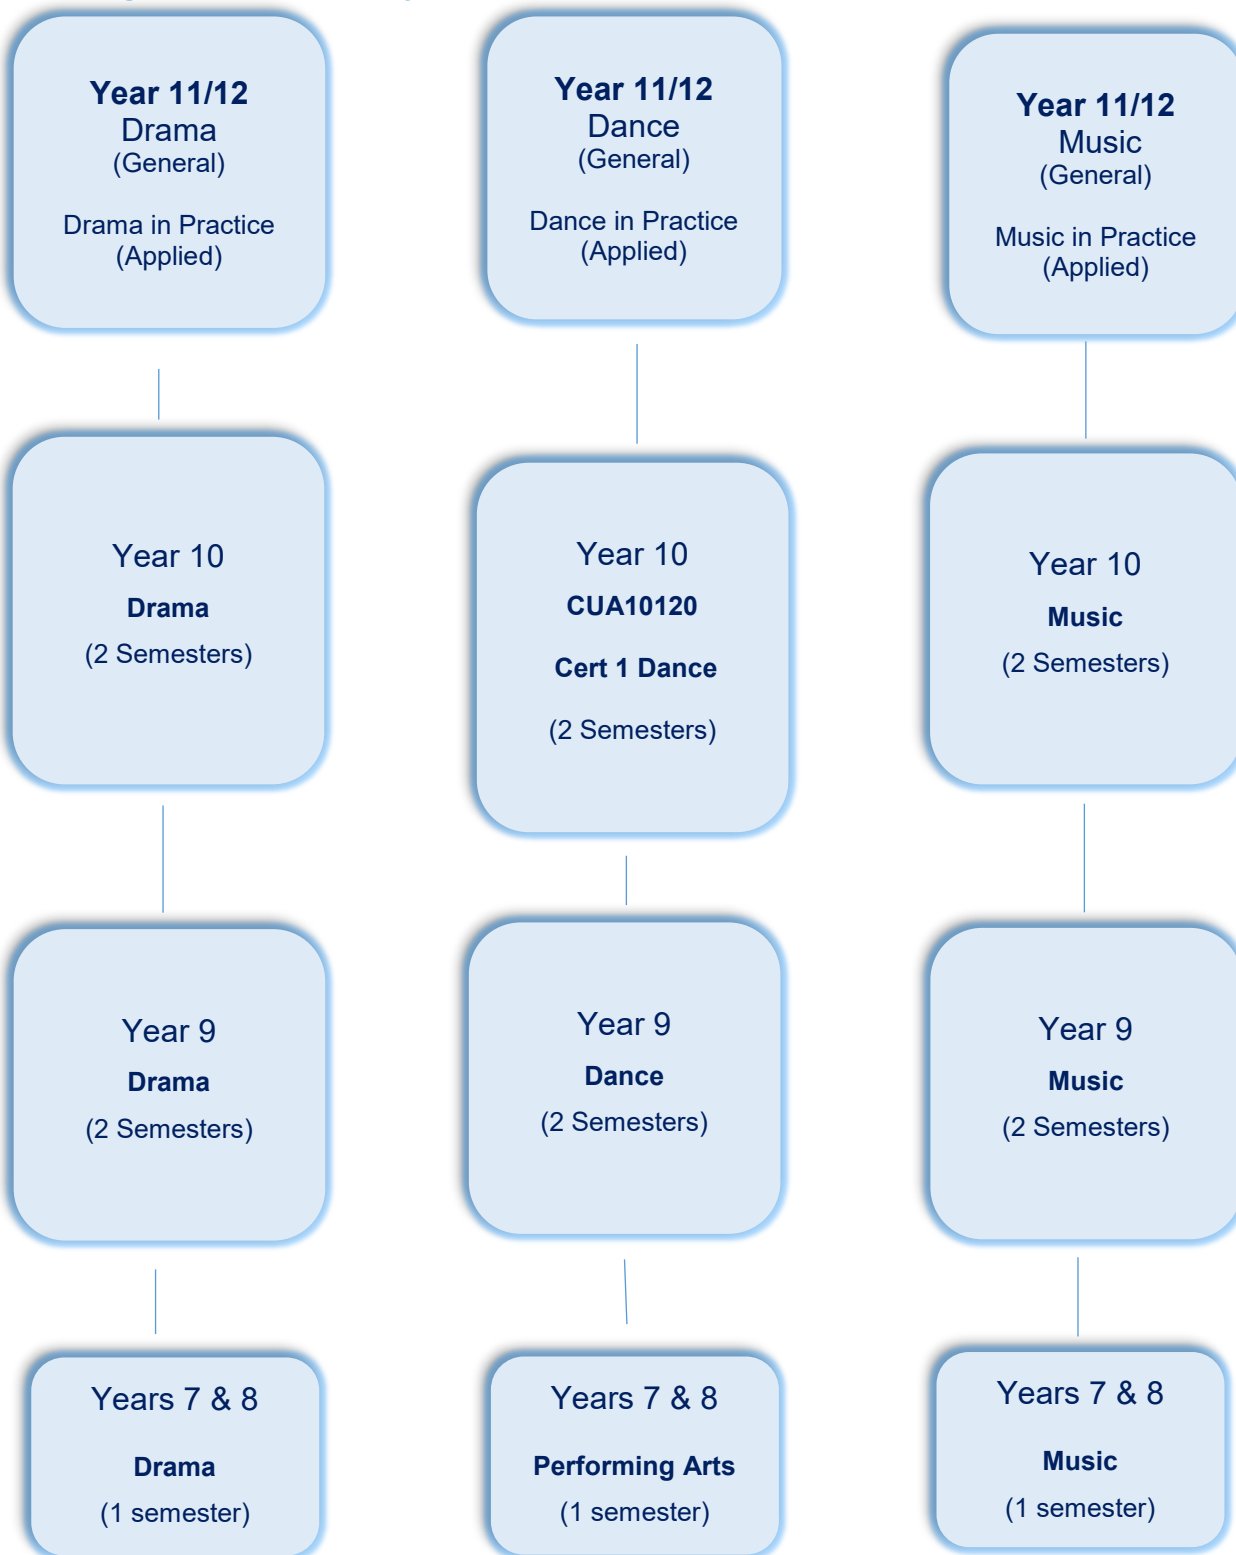 Year 11/12
Drama
(General)
Drama in Practice
(Applied)
Year 11/12
Dance
(General)
Dance in Practice
(Applied)
Year 11/12
Music
(General)
Music in Practice
(Applied)
Year 10
Drama
(2 Semesters)
Year 10
CUA10120
Cert 1 Dance
(2 Semesters)
Year 10
Music
(2 Semesters)
Year 9
Drama
(2 Semesters)
Year 9
Dance
(2 Semesters)
Year 9
Music
(2 Semesters)
Years 7 & 8
Drama
(1 semester)
Years 7 & 8
Performing Arts
(1 semester)
Years 7 & 8
Music
(1 semester)